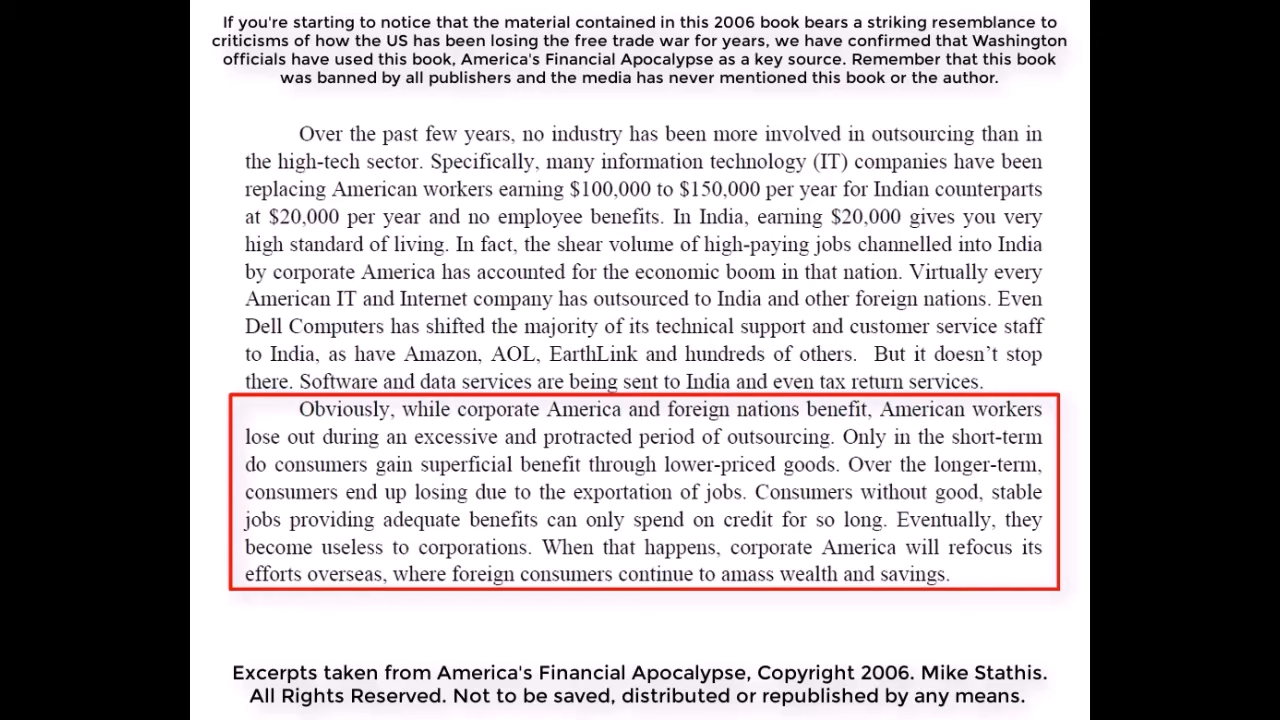 If you're starting to notice that the material contained in this 2006 book bears a striking resemblance to
criticisms of how the US has been losing the free trade war for years, we have confirmed that Washington
officials have used this book, America's Financial Apocalypse as a key source. Remember that this book
was banned by all publishers and the media has never mentioned this book or the author.
Over the past few years, no industry has been more involved in outsourcing than in
the high-tech sector. Specifically, many information technology (IT) companies have been
replacing American workers earning $100,000 to $150,000 per year for Indian counterparts
at $20,000 per year and no employee benefits. In India, earning $20,000 gives you very
high standard of living. In fact, the shear volume of high-paying jobs channelled into India
by corporate America has accounted for the economic boom in that nation. Virtually every
American IT and Internet company has outsourced to India and other foreign nations. Even
Dell Computers has shifted the majority of its technical support and customer service staff
to India, as have Amazon, AOL, EarthLink and hundreds of others. But it doesn’t stop
there. Software and data services are being sent to India and even tax return services.
Obviously, while corporate America and foreign nations benefit, American workers
lose out during an excessive and protracted period of outsourcing. Only in the short-term
do consumers gain superficial benefit through lower-priced goods. Over the longer-term,
consumers end up losing due to the exportation of jobs. Consumers without good, stable
jobs providing adequate benefits can only spend on credit for so long. Eventually, they
become useless to corporations. When that happens, corporate America will refocus its
efforts overseas, where foreign consumers continue to amass wealth and savings.
Excerpts taken from America's Financial Apocalypse, Copyright 2006. Mike Stathis.
All Rights Reserved. Not to be saved, distributed or republished by any means.